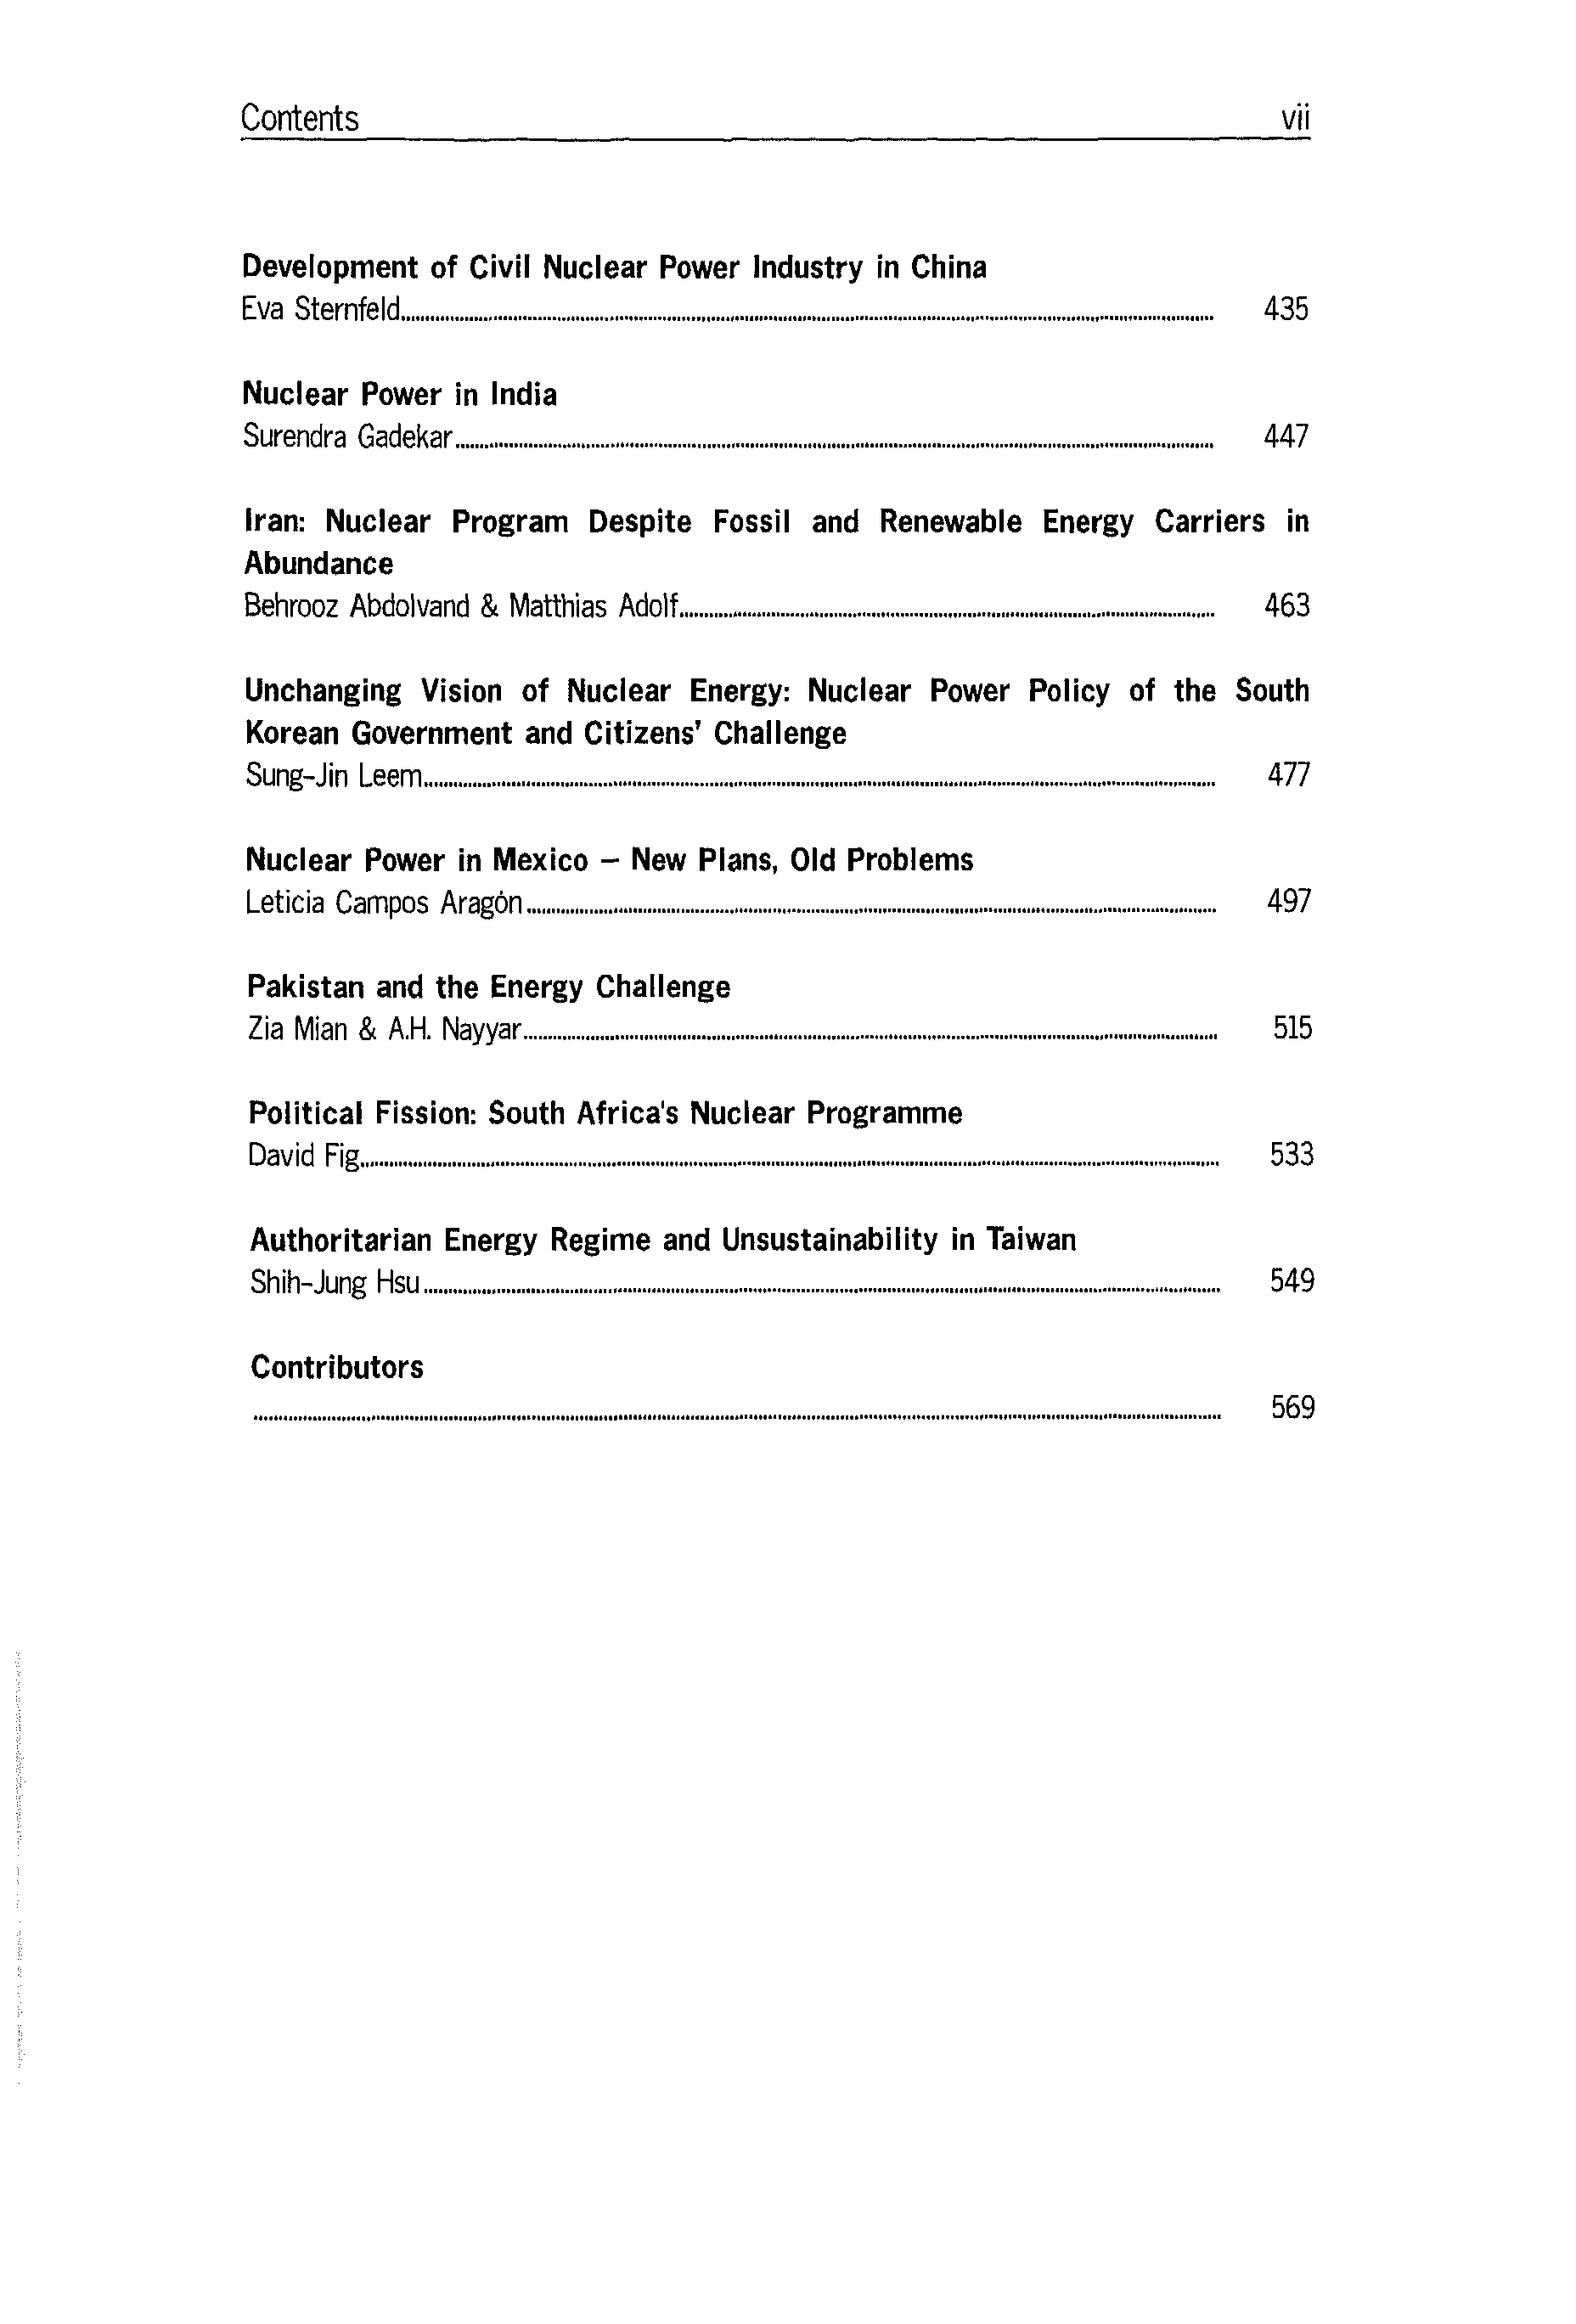 Contents vii
Development of Civil Nuclear Power Industry in China
Eva Sternfeld 435
Nuclear Power in India
Surendra Gadekar 447
Iran: Nuclear Program Despite Fossil and Renewable Energy Carriers in
Abundance
Behrooz Abdolvand & Matthias Adolf 463
Unchanging Vision of Nuclear Energy: Nuclear Power Policy of the South
Korean Government and Citizens' Challenge
Sung-Jin Leem 477
Nuclear Power in Mexico – New Plans, Old Problems
Leticia Campos Aragón 497
Pakistan and the Energy Challenge
Zia Mian & A.H. Nayyar 515
Political Fission: South Africa's Nuclear Programme
David Fig 533
Authoritarian Energy Regime and Unsustainability in Taiwan
Shih-Jung Hsu 549
Contributors
569